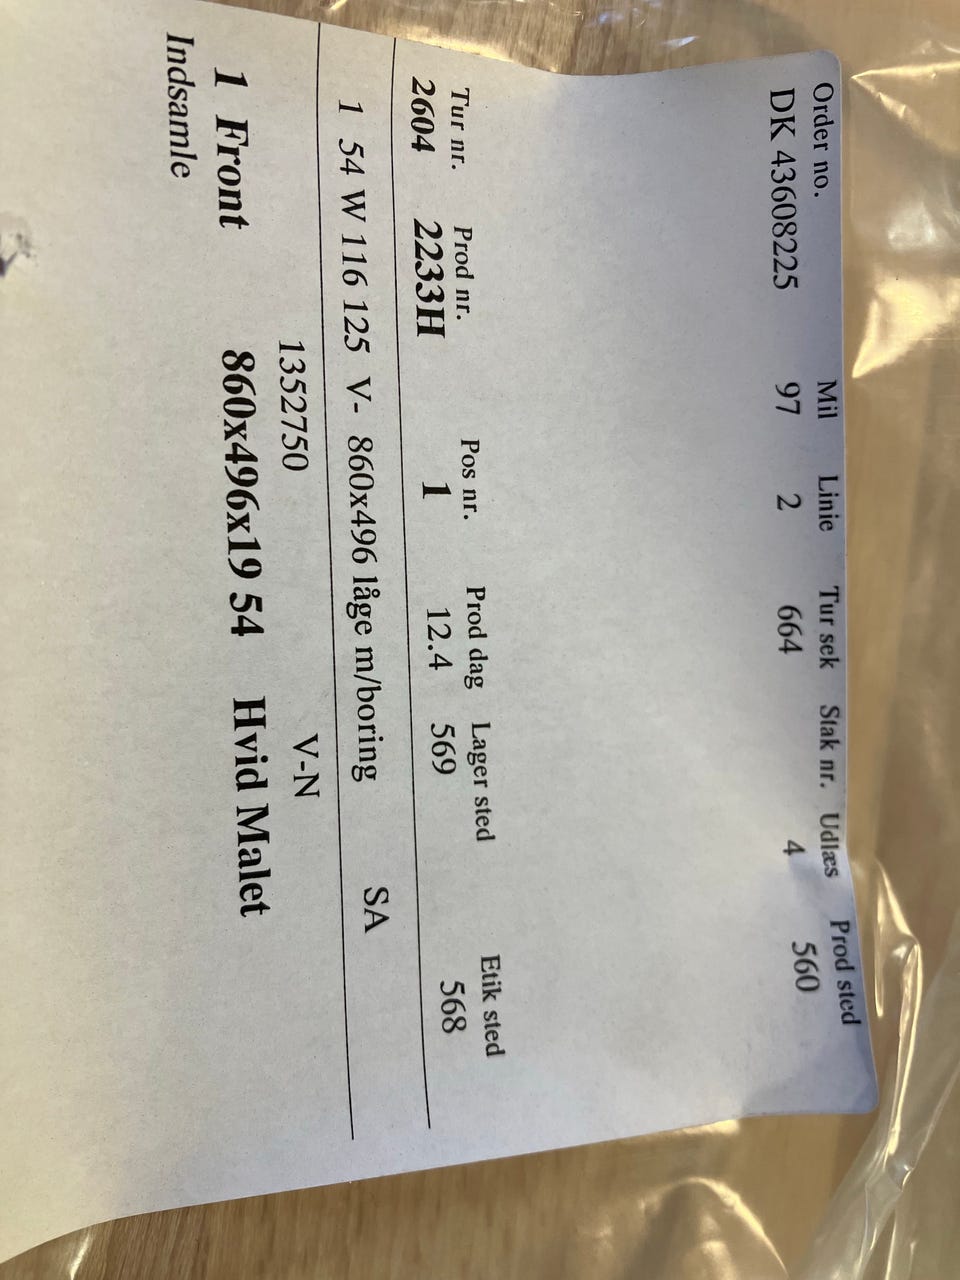 Order no. Mil Linie Tur sek Stak nr. Udlæs Prod sted
DK 43608225 97 2 664 4 560
Tur nr. Prod nr. Pos nr. Prod dag Lager sted Etik sted
2604 2233H 1 12.4 569 568
1 54 W 116 125 V- 860x496 låge m/boring SA
1352750 V-N
1 Front 860x496x19 54 Hvid Malet
Indsamle